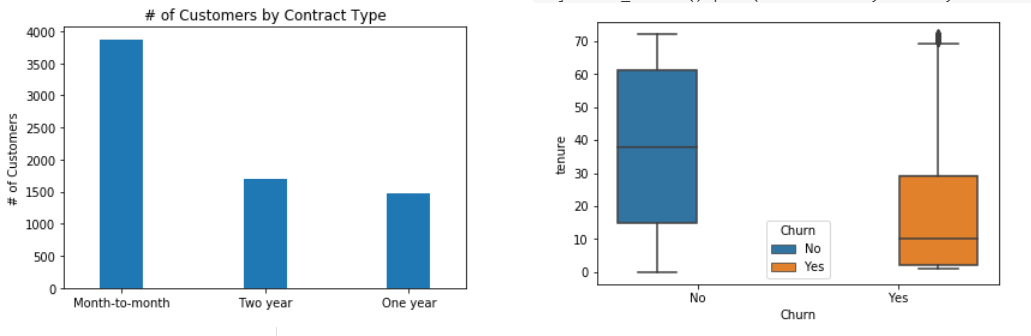 # of Customers by Contract Type
# of Customers
4000
3500
3000
2500
2000
1500
1000
500
0
Month-to-month
Two year
One year
tenure
70
60
50
40
30
20
10
0
Churn
No
Yes
No
Yes
Churn